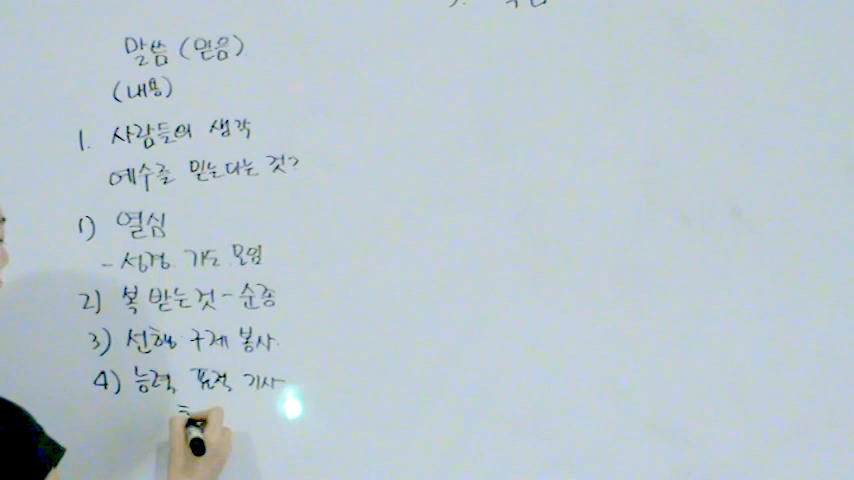 말씀 (믿음)
(내용)
1. 사람들의 생각
예수를 믿는다는 것?
1) 열심
- 성경. 기도. 모임
2) 복 받는것 - 순종
3) 선행. 구제 봉사.
4) 능력, 표적 기사